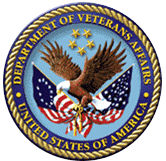 DEPARTMENT OF VETERANS AFFAIRS
UNITED STATES OF AMERICA